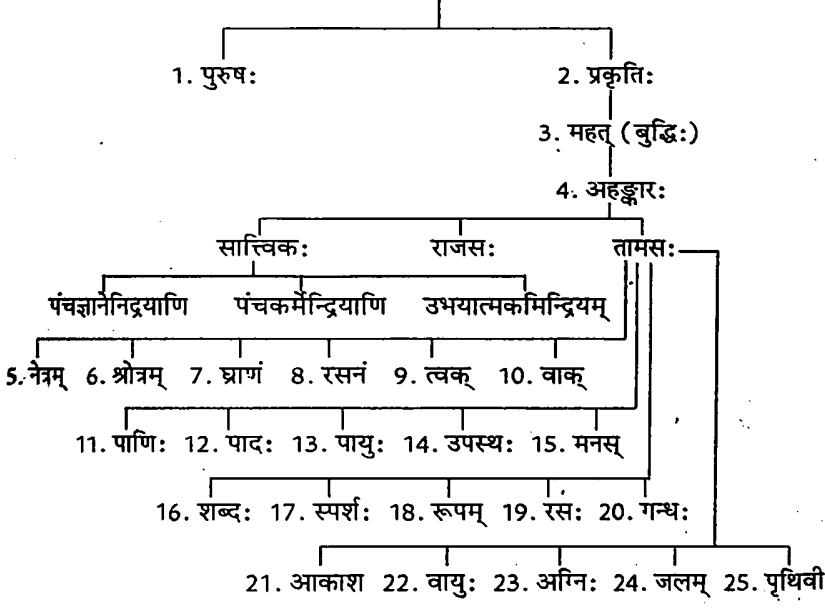 1. पुरुष: 2. प्रकृति:
3. महत् (बुद्धि:)
4. अहङ्कार:
सात्त्विक: राजस: तामस:
पंचज्ञानेनिद्रयाणि पंचकर्मेन्द्रियाणि उभयात्मकमिन्द्रियम्
5. नेत्रम् 6. श्रोत्रम् 7. घ्राणं 8. रसनं 9. त्वक् 10. वाक्
11. पाणि: 12. पाद: 13. पायु: 14. उपस्थ: 15. मनस्
16. शब्द: 17. स्पर्श: 18. रूपम् 19. रस: 20. गन्ध:
21. आकाश 22. वायु: 23. अग्नि: 24. जलम् 25. पृथिवी